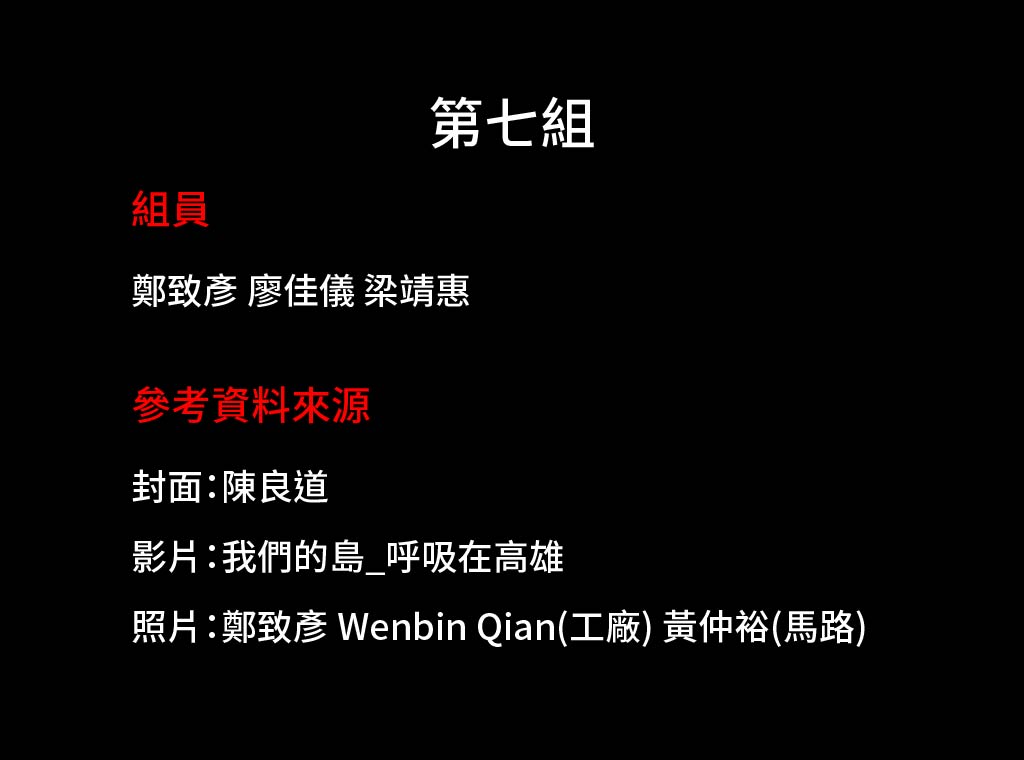 第七組
組員
鄭致彥 廖佳儀 梁靖惠
參考資料來源
封面：陳良道
影片：我們的島_呼吸在高雄
照片：鄭致彥 Wenbin Qian(工廠) 黃仲裕(馬路)